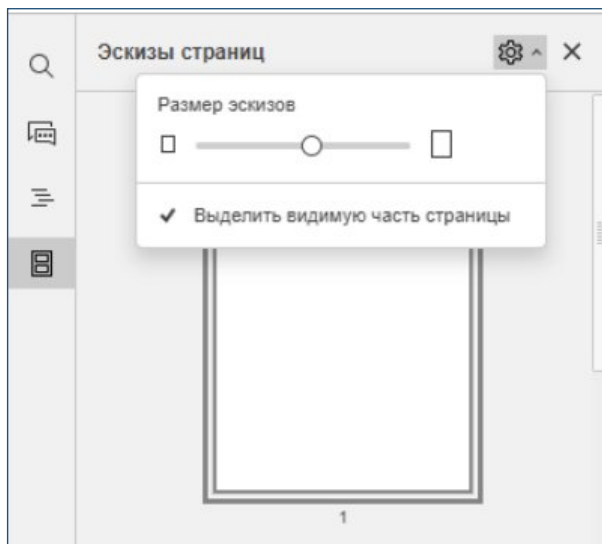 Эскизы страниц
Размер эскизов
Выделить видимую часть страницы
1